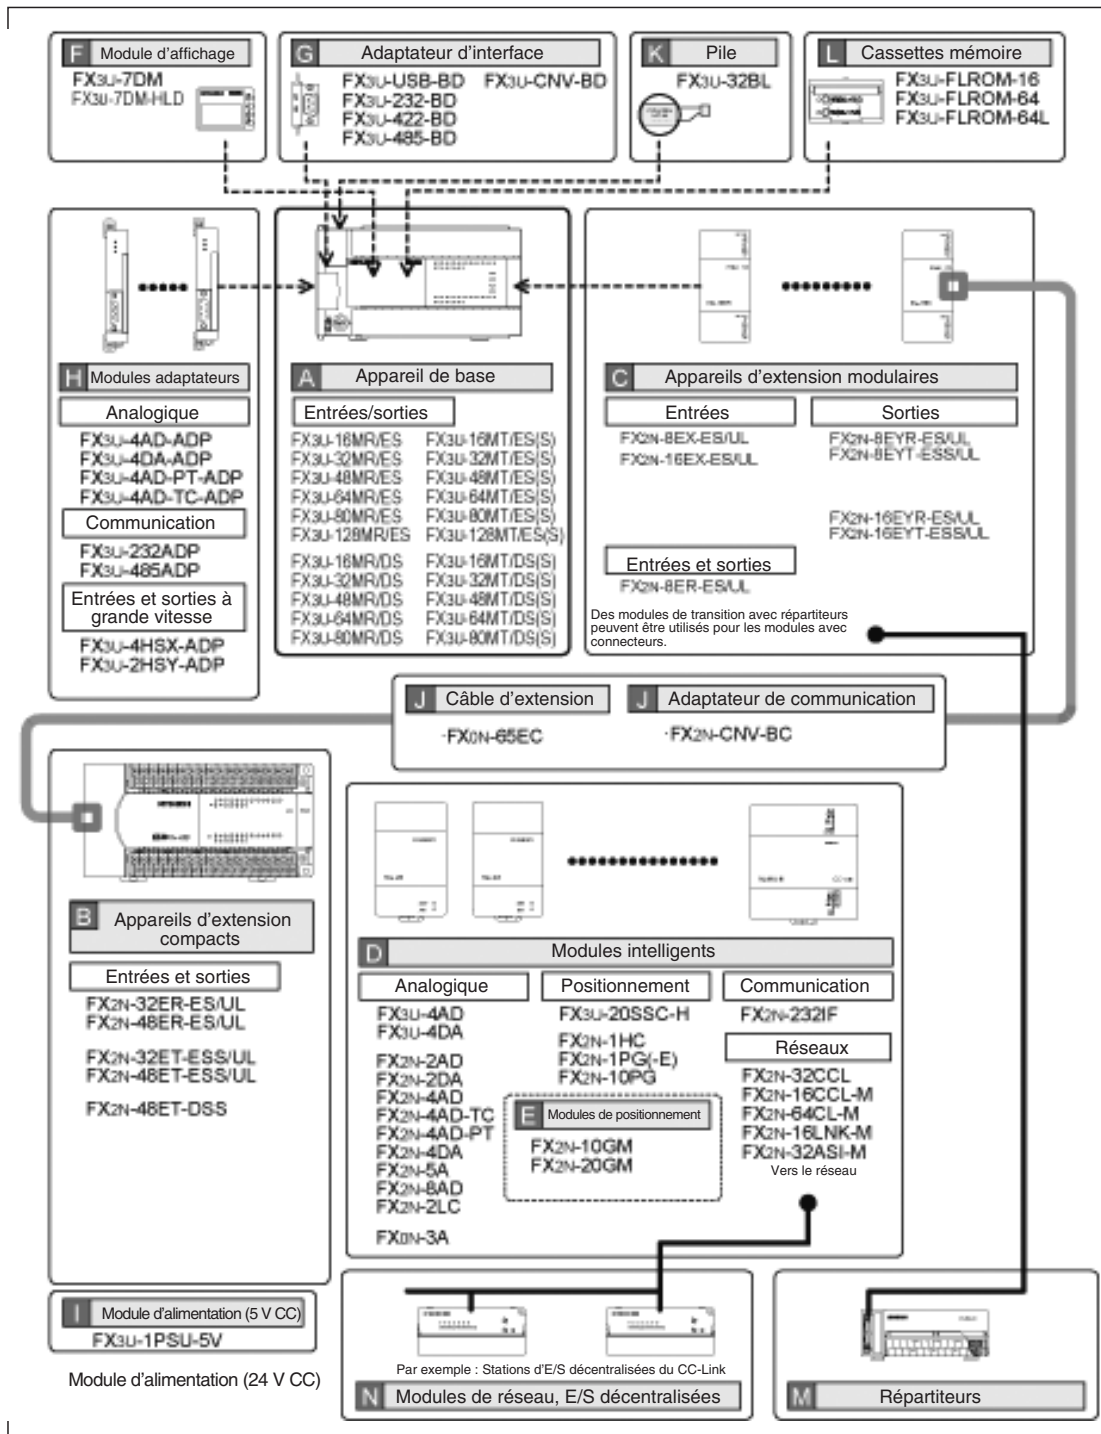 F Module d'affichage
FX3U-7DM
FX3U-7DM-HLD
G Adaptateur d'interface
FX3U-USB-BD FX3U-CNV-BD
FX3U-232-BD
FX3U-422-BD
FX3U-485-BD
K Pile
FX3U-32BL
L Cassettes mémoire
FX3U-FLROM-16
FX3U-FLROM-64
FX3U-FLROM-64L
H Modules adaptateurs
Analogique
FX3U-4AD-ADP
FX3U-4DA-ADP
FX3U-4AD-PT-ADP
FX3U-4AD-TC-ADP
Communication
FX3U-232ADP
FX3U-485ADP
Entrées et sorties à
grande vitesse
FX3U-4HSX-ADP
FX3U-2HSY-ADP
A Appareil de base
Entrées/sorties
FX3U-16MR/ES FX3U-16MT/ES(S)
FX3U-32MR/ES FX3U-32MT/ES(S)
FX3U-48MR/ES FX3U-48MT/ES(S)
FX3U-64MR/ES FX3U-64MT/ES(S)
FX3U-80MR/ES FX3U-80MT/ES(S)
FX3U-128MR/ES FX3U-128MT/ES(S)
FX3U-16MR/DS FX3U-16MT/DS(S)
FX3U-32MR/DS FX3U-32MT/DS(S)
FX3U-48MR/DS FX3U-48MT/DS(S)
FX3U-64MR/DS FX3U-64MT/DS(S)
FX3U-80MR/DS FX3U-80MT/DS(S)
C Appareils d'extension modulaires
Entrées
FX2N-8EX-ES/UL
FX2N-16EX-ES/UL
Sorties
FX2N-8EYR-ES/UL
FX2N-8EYT-ESS/UL
FX2N-16EYR-ES/UL
FX2N-16EYT-ESS/UL
Entrées et sorties
FX2N-8ER-ES/UL
Des modules de transition avec répartiteurs
peuvent être utilisés pour les modules avec
connecteurs.
J Câble d'extension
·FX0N-65EC
J Adaptateur de communication
·FX2N-CNV-BC
B Appareils d'extension
compacts
Entrées et sorties
FX2N-32ER-ES/UL
FX2N-48ER-ES/UL
FX2N-32ET-ESS/UL
FX2N-48ET-ESS/UL
FX2N-48ET-DSS
D Modules intelligents
Analogique
FX3U-4AD
FX3U-4DA
FX2N-2AD
FX2N-2DA
FX2N-4AD
FX2N-4AD-TC
FX2N-4AD-PT
FX2N-4DA
FX2N-5A
FX2N-8AD
FX2N-2LC
FX0N-3A
Positionnement
FX3U-20SSC-H
FX2N-1HC
FX2N-1PG(-E)
FX2N-10PG
E Modules de positionnement
FX2N-10GM
FX2N-20GM
Communication
FX2N-232IF
Réseaux
FX2N-32CCL
FX2N-16CCL-M
FX2N-64CL-M
FX2N-16LNK-M
FX2N-32ASI-M
Vers le réseau
I Module d'alimentation (5 V CC)
FX3U-1PSU-5V
Module d'alimentation (24 V CC)
Par exemple : Stations d'E/S décentralisées du CC-Link
N Modules de réseau, E/S décentralisées
M Répartiteurs